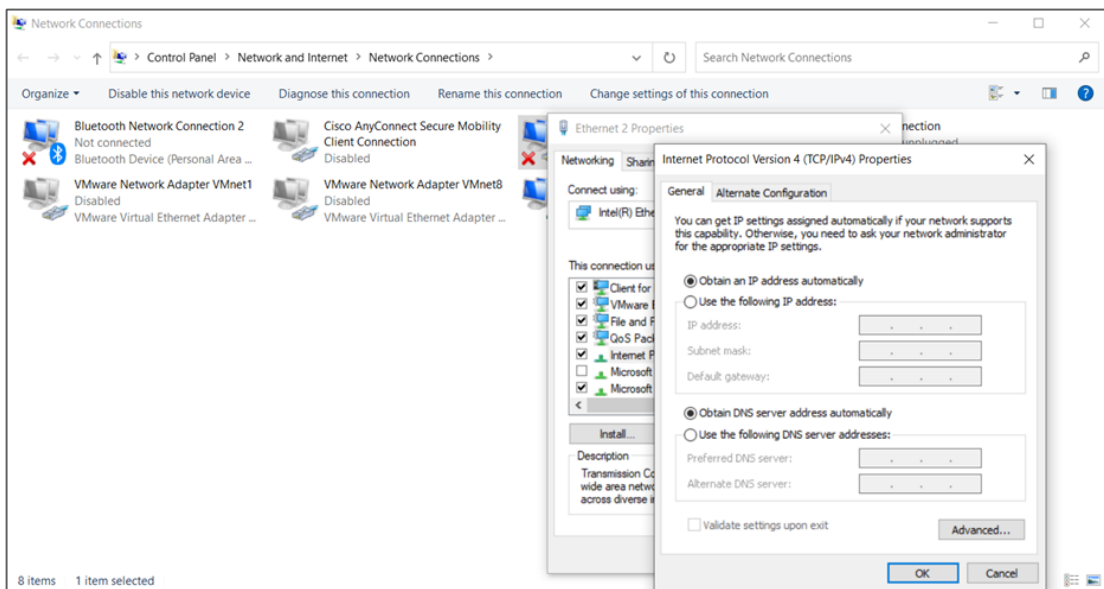 Network Connections
Control Panel > Network and Internet > Network Connections >
Search Network Connections
Organize
Disable this network device
Diagnose this connection
Rename this connection
Change settings of this connection
Bluetooth Network Connection 2
Not connected
Bluetooth Device (Personal Area ...
Cisco AnyConnect Secure Mobility
Client Connection
Disabled
VMware Network Adapter VMnet1
Disabled
VMware Virtual Ethernet Adapter ...
VMware Network Adapter VMnet8
Disabled
VMware Virtual Ethernet Adapter ...
nection
unplugged
Ethernet 2 Properties
Networking
Sharin
Connect using:
Intel(R) Ethe
This connection us
Client for
VMware
File and F
QoS Pack
Internet P
Microsoft
Microsoft
Install...
Description
Transmission Co
wide area netwo
across diverse i
Internet Protocol Version 4 (TCP/IPv4) Properties
General
Alternate Configuration
You can get IP settings assigned automatically if your network supports
this capability. Otherwise, you need to ask your network administrator
for the appropriate IP settings.
Obtain an IP address automatically
Use the following IP address:
IP address:
Subnet mask:
Default gateway:
Obtain DNS server address automatically
Use the following DNS server addresses:
Preferred DNS server:
Alternate DNS server:
Validate settings upon exit
Advanced...
OK
Cancel
8 items
1 item selected